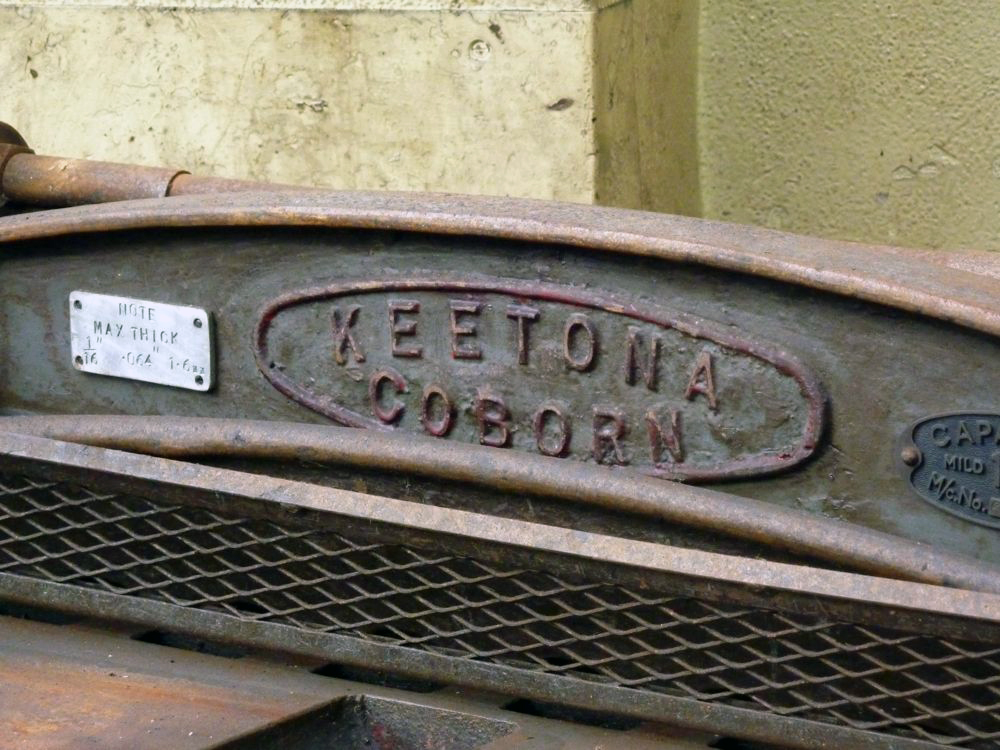 NOTE
MAX THICK
1/16" .064" 1.6
KEETONA
COBORN
CAPA
MILD
M/c.No.